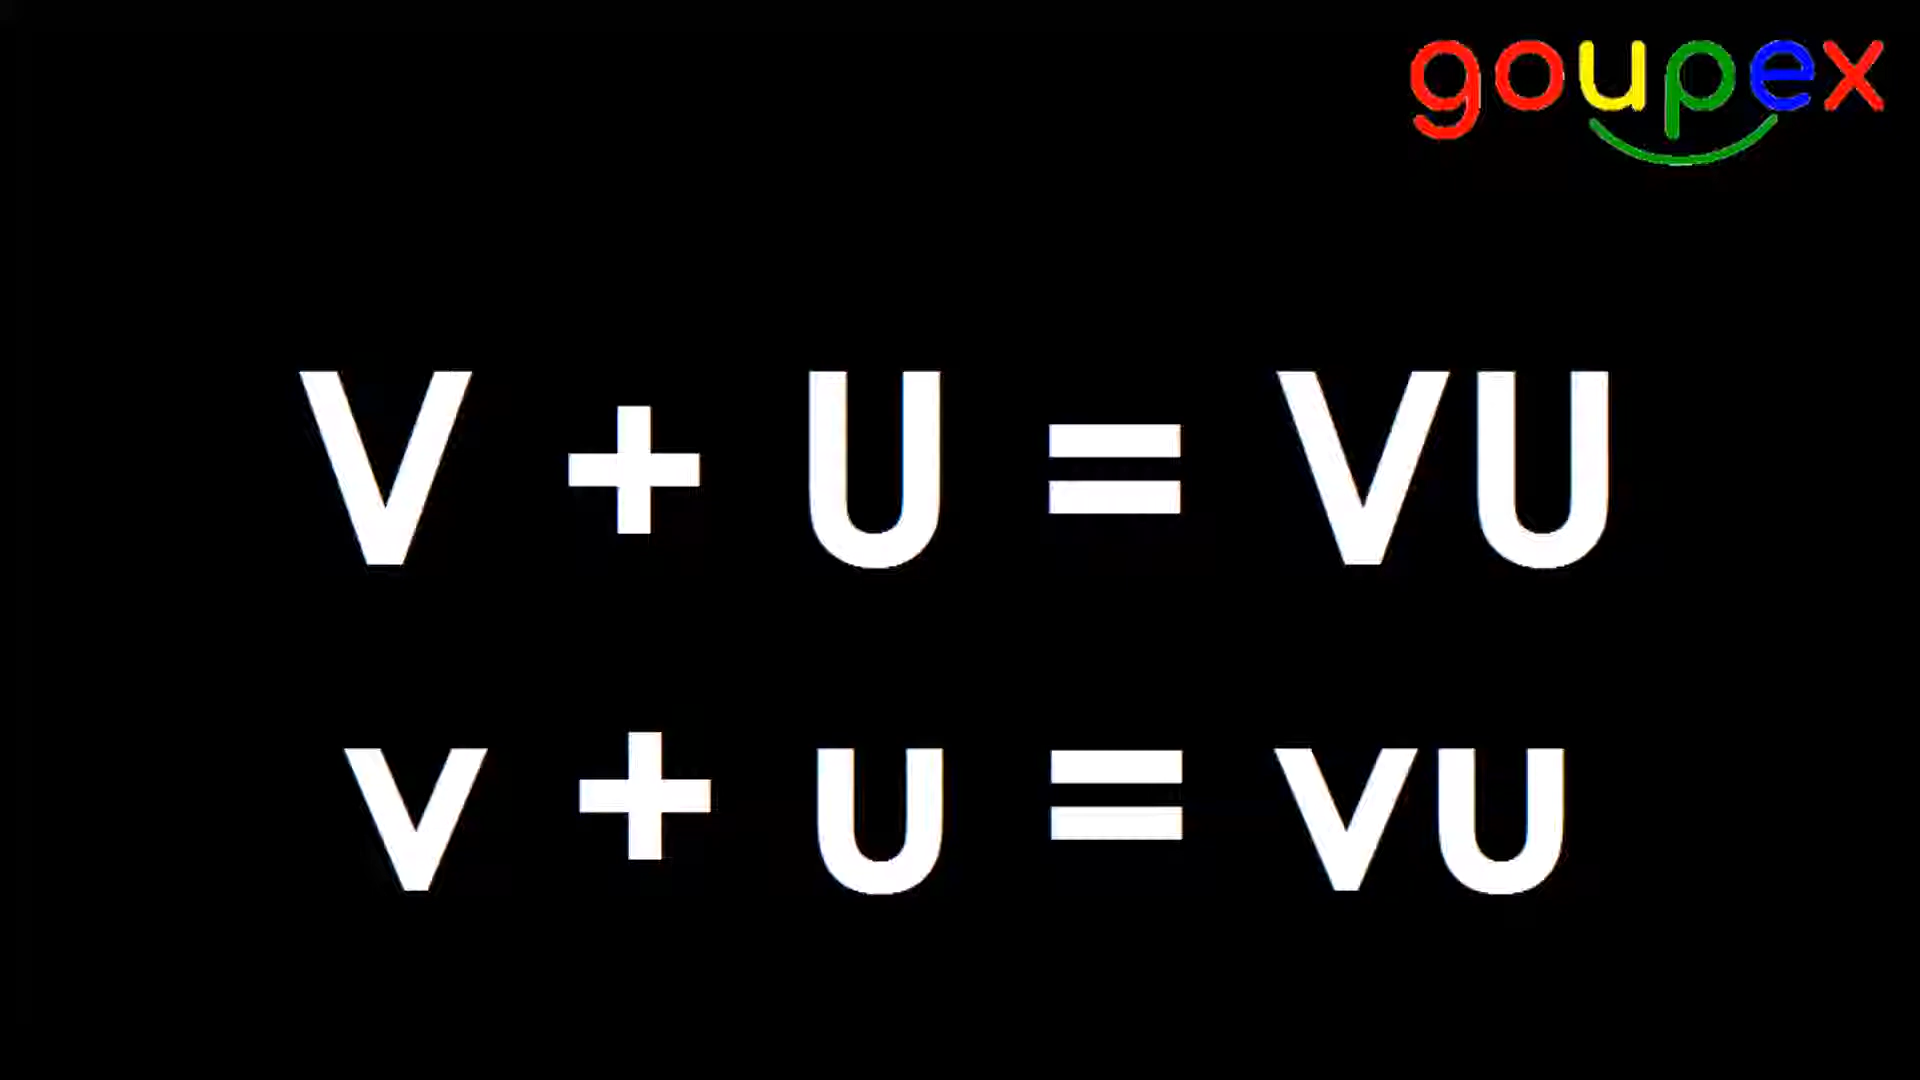 goupex
V + U = VU
v + u = vu